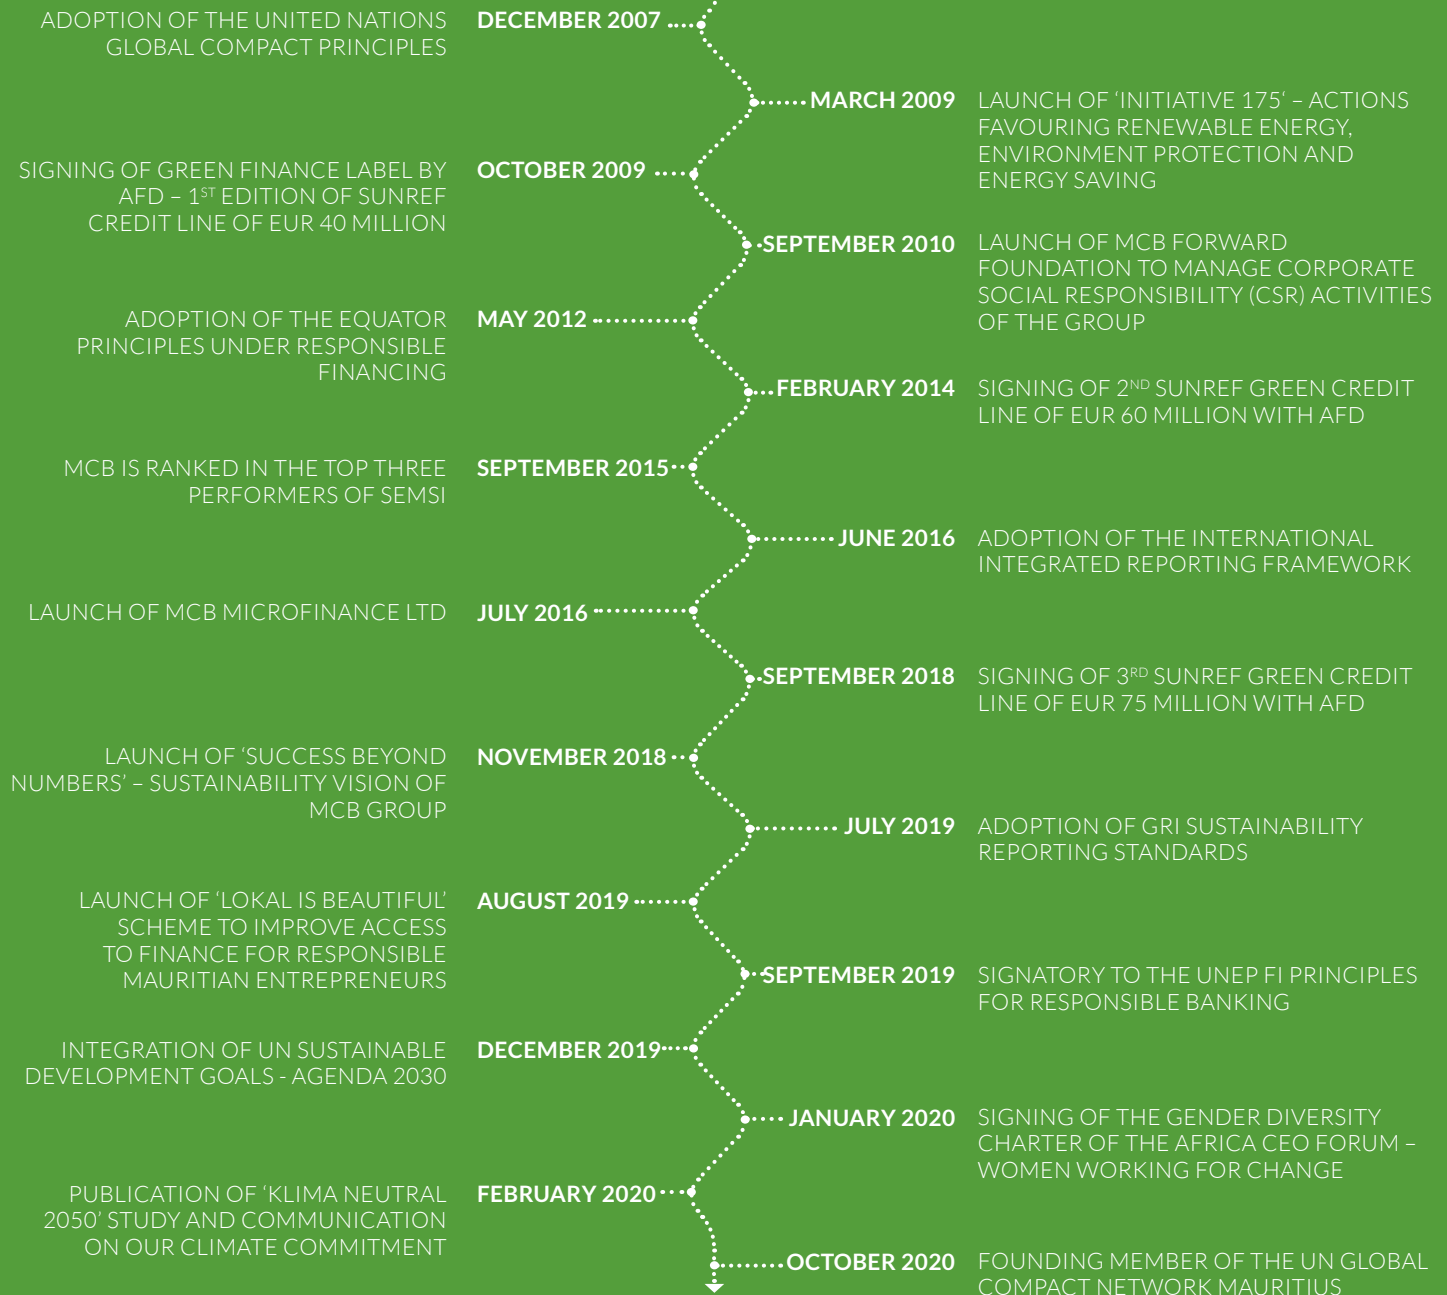 ADOPTION OF THE UNITED NATIONS
GLOBAL COMPACT PRINCIPLES
DECEMBER 2007
MARCH 2009
LAUNCH OF ‘INITIATIVE 175‘ – ACTIONS
FAVOURING RENEWABLE ENERGY,
ENVIRONMENT PROTECTION AND
ENERGY SAVING
SIGNING OF GREEN FINANCE LABEL BY
AFD – 1ST EDITION OF SUNREF
CREDIT LINE OF EUR 40 MILLION
OCTOBER 2009
SEPTEMBER 2010
LAUNCH OF MCB FORWARD
FOUNDATION TO MANAGE CORPORATE
SOCIAL RESPONSIBILITY (CSR) ACTIVITIES
OF THE GROUP
ADOPTION OF THE EQUATOR
PRINCIPLES UNDER RESPONSIBLE
FINANCING
MAY 2012
FEBRUARY 2014
SIGNING OF 2ND SUNREF GREEN CREDIT
LINE OF EUR 60 MILLION WITH AFD
MCB IS RANKED IN THE TOP THREE
PERFORMERS OF SEMSI
SEPTEMBER 2015
JUNE 2016
ADOPTION OF THE INTERNATIONAL
INTEGRATED REPORTING FRAMEWORK
LAUNCH OF MCB MICROFINANCE LTD
JULY 2016
SEPTEMBER 2018
SIGNING OF 3RD SUNREF GREEN CREDIT
LINE OF EUR 75 MILLION WITH AFD
LAUNCH OF ‘SUCCESS BEYOND
NUMBERS’ – SUSTAINABILITY VISION OF
MCB GROUP
NOVEMBER 2018
JULY 2019
ADOPTION OF GRI SUSTAINABILITY
REPORTING STANDARDS
LAUNCH OF ‘LOKAL IS BEAUTIFUL’
SCHEME TO IMPROVE ACCESS
TO FINANCE FOR RESPONSIBLE
MAURITIAN ENTREPRENEURS
AUGUST 2019
SEPTEMBER 2019
SIGNATORY TO THE UNEP FI PRINCIPLES
FOR RESPONSIBLE BANKING
INTEGRATION OF UN SUSTAINABLE
DEVELOPMENT GOALS - AGENDA 2030
DECEMBER 2019
JANUARY 2020
SIGNING OF THE GENDER DIVERSITY
CHARTER OF THE AFRICA CEO FORUM –
WOMEN WORKING FOR CHANGE
PUBLICATION OF ‘KLIMA NEUTRAL
2050’ STUDY AND COMMUNICATION
ON OUR CLIMATE COMMITMENT
FEBRUARY 2020
OCTOBER 2020
FOUNDING MEMBER OF THE UN GLOBAL
COMPACT NETWORK MAURITIUS